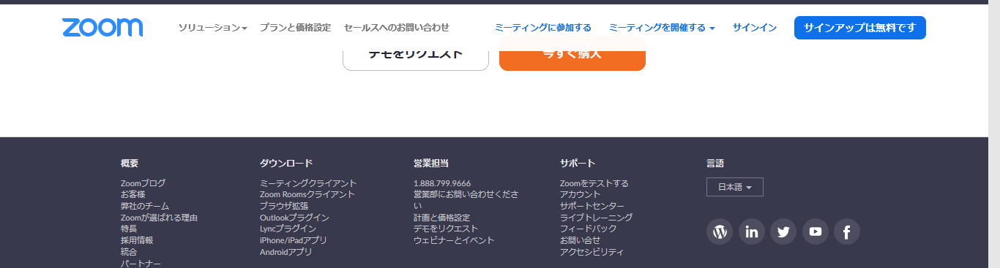 zoom
ソリューション
プランと価格設定
セールスへのお問い合わせ
ミーティングに参加する
ミーティングを開催する
サインイン
サインアップは無料です
デモをリクエスト
今すぐ購入
概要
Zoomブログ
お客様
弊社のチーム
Zoomが選ばれる理由
特長
採用情報
統合
パートナー
ダウンロード
ミーティングクライアント
Zoom Roomsクライアント
ブラウザ拡張
Outlookプラグイン
Lyncプラグイン
iPhone/iPadアプリ
Androidアプリ
営業担当
1.888.799.9666
営業部にお問い合わせくださ
い
計画と価格設定
デモをリクエスト
ウェビナーとイベント
サポート
Zoomをテストする
アカウント
サポートセンター
ライブトレーニング
フィードバック
お問い合せ
アクセシビリティ
言語
日本語